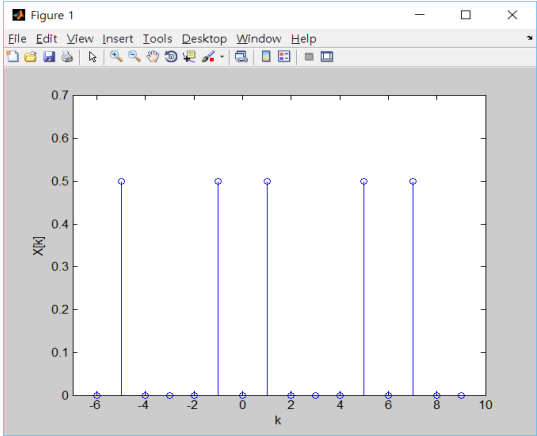 Figure 1
File Edit View Insert Tools Desktop Window Help
0.7
0.6
0.5
0.4
0.3
0.2
0.1
0
X[k]
-6 -4 -2 0 2 4 6 8 10
k